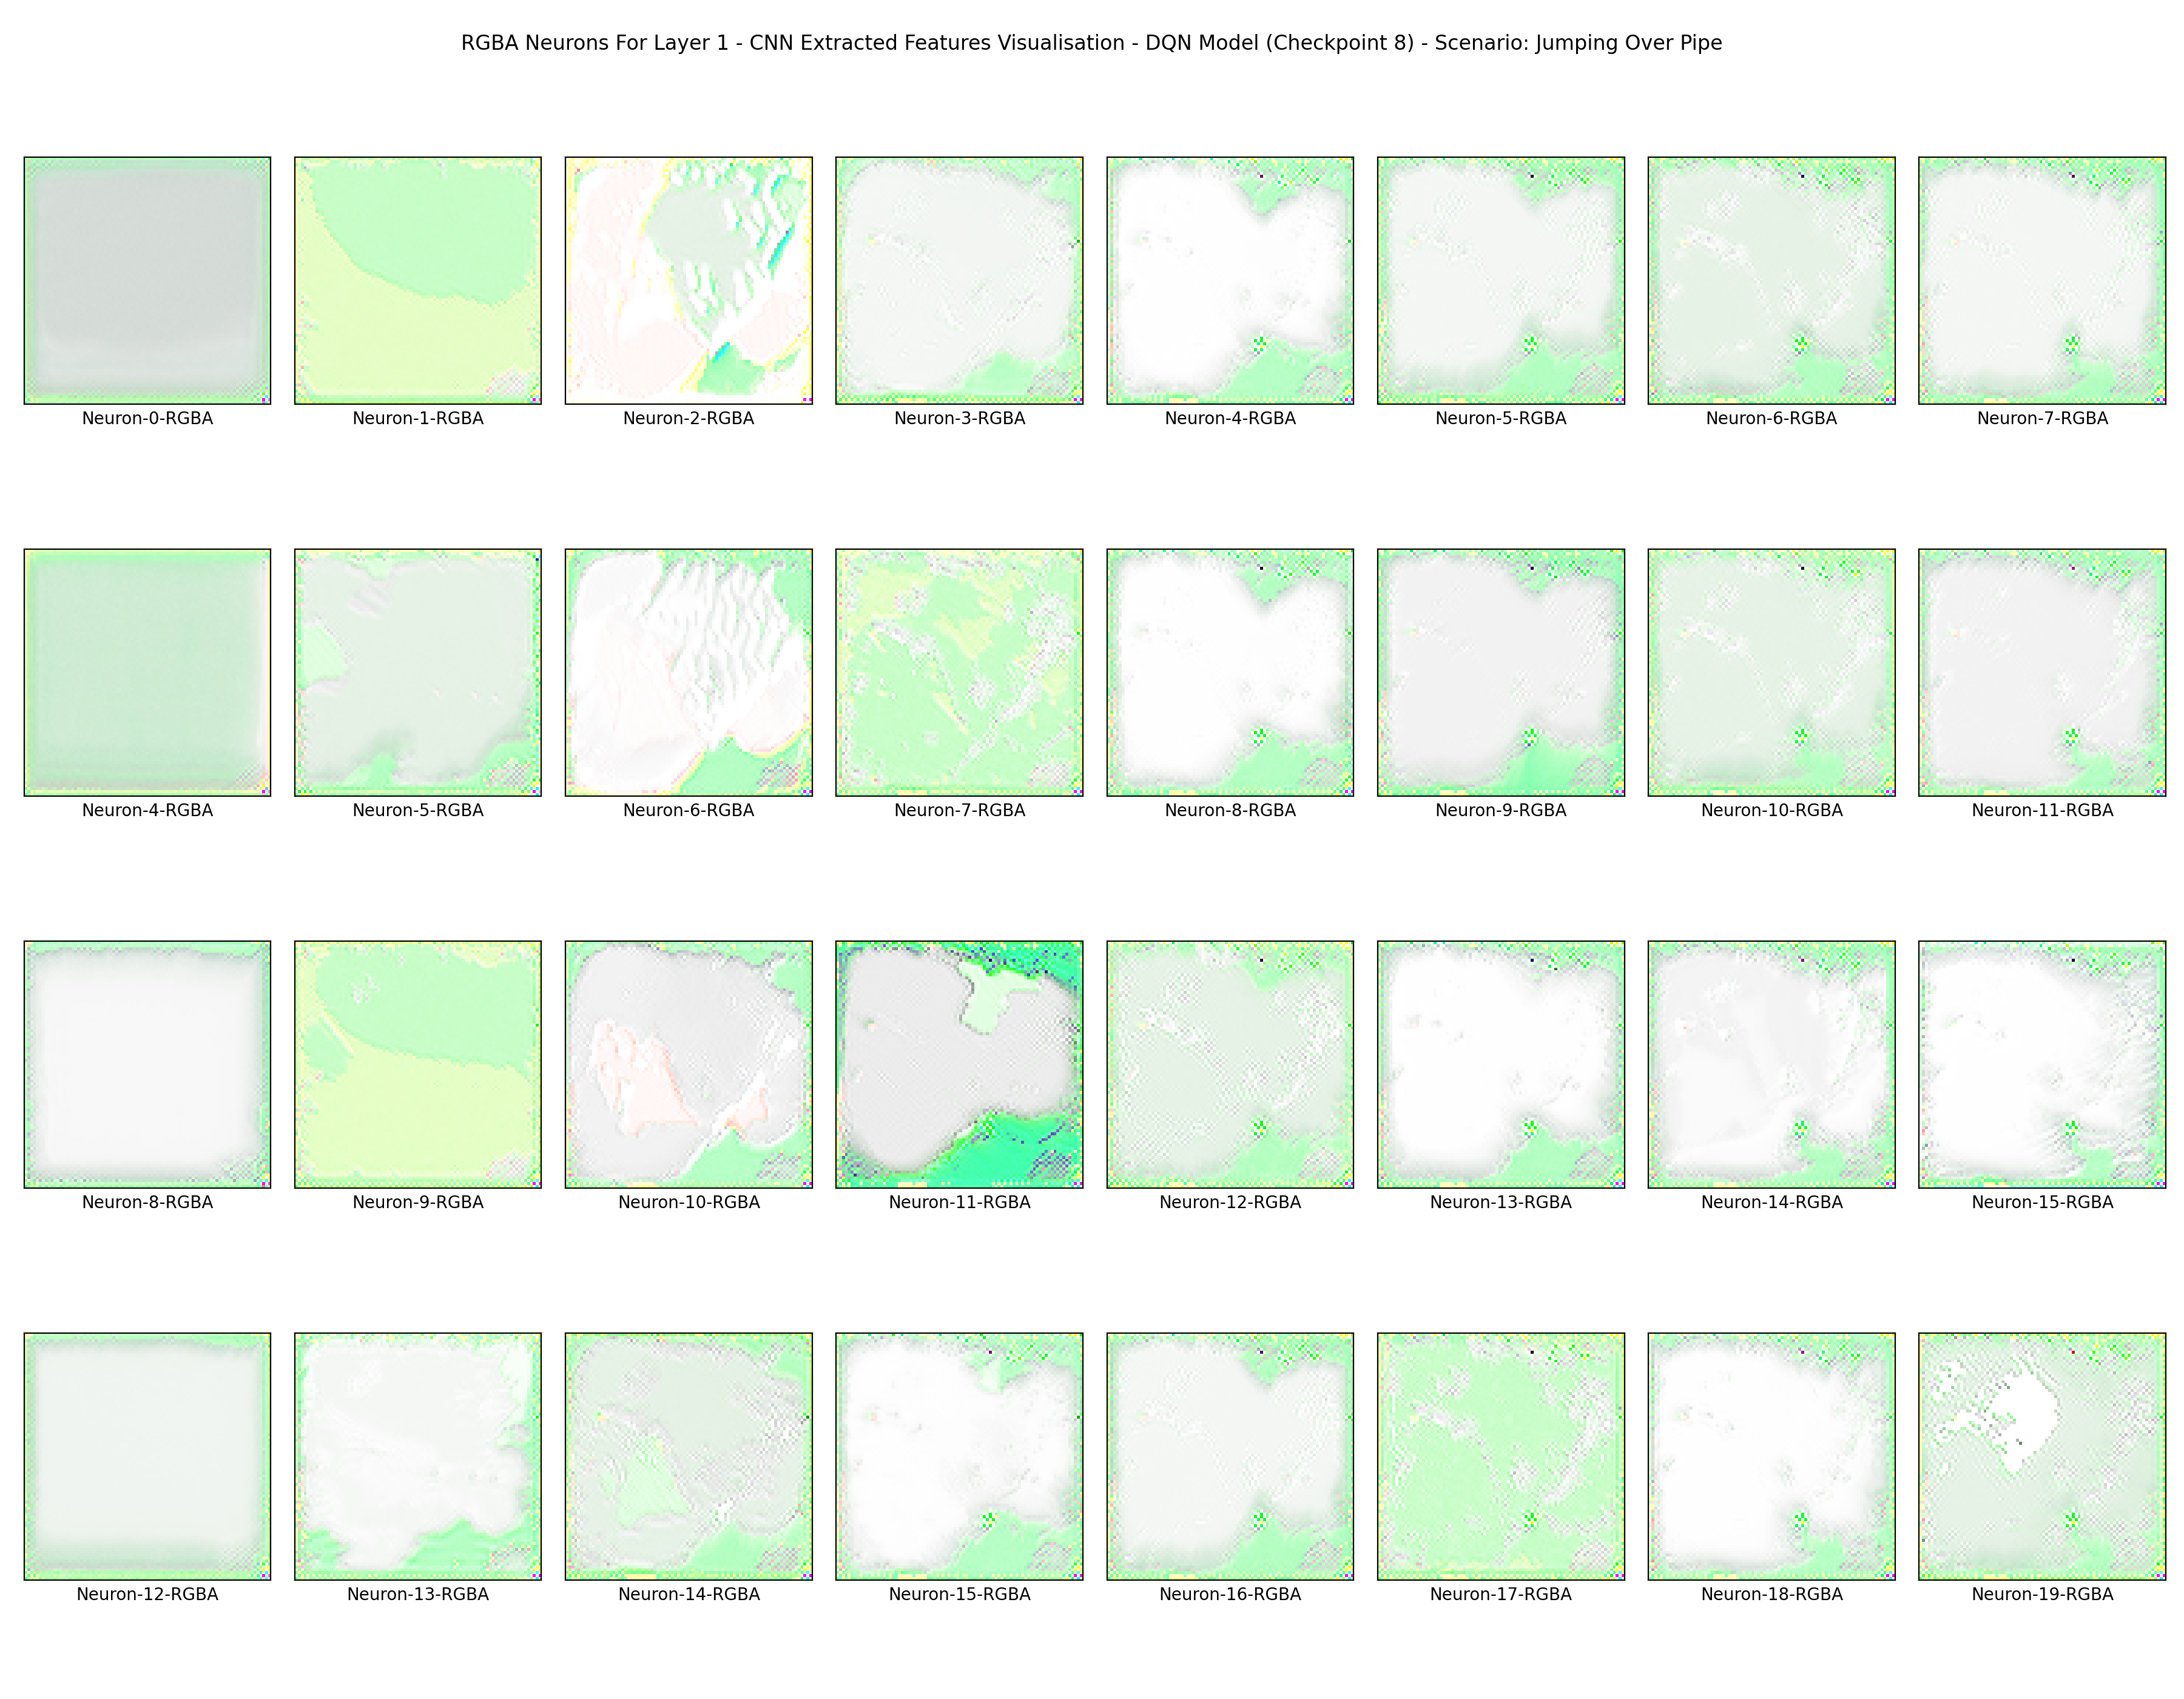 RGBA Neurons For Layer 1 - CNN Extracted Features Visualisation - DQN Model (Checkpoint 8) - Scenario: Jumping Over Pipe
Neuron-0-RGBA Neuron-1-RGBA Neuron-2-RGBA Neuron-3-RGBA Neuron-4-RGBA Neuron-5-RGBA Neuron-6-RGBA Neuron-7-RGBA
Neuron-4-RGBA Neuron-5-RGBA Neuron-6-RGBA Neuron-7-RGBA Neuron-8-RGBA Neuron-9-RGBA Neuron-10-RGBA Neuron-11-RGBA
Neuron-8-RGBA Neuron-9-RGBA Neuron-10-RGBA Neuron-11-RGBA Neuron-12-RGBA Neuron-13-RGBA Neuron-14-RGBA Neuron-15-RGBA
Neuron-12-RGBA Neuron-13-RGBA Neuron-14-RGBA Neuron-15-RGBA Neuron-16-RGBA Neuron-17-RGBA Neuron-18-RGBA Neuron-19-RGBA